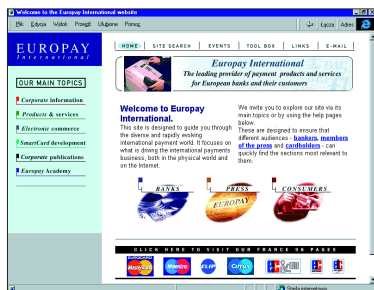 Welcome to the Europay International website
Plik Edycja Widok Przejdź Ulubione Pomoc
Łącza Adres
EUROPAY
International
HOME SITE SEARCH EVENTS TOOL BOX LINKS E-MAIL
Europay International
The leading provider of payment products and services
for European banks and their customers
OUR MAIN TOPICS
Corporate information
Products & services
Electronic commerce
SmartCard development
Corporate publications
Europay Academy
Welcome to Europay
International.
This site is designed to guide you through
the diverse and rapidly evolving
international payments world. It focuses on
what is driving the international payments
business, both in the physical world and
on the Internet.
We invite you to explore our site via its
main topics or by using the help pages
below.
These are designed to ensure that
different audiences - bankers, members
of the press and cardholders - can
quickly find the sections most relevant to
them.
BANKS
PRESS
EUROPAY
CONSUMERS
CLICK HERE TO VISIT OUR FRANCE 98 PAGES
EUROCARD
MasterCard
Maestro
CLIP
Cirrus
Strefa internetowa